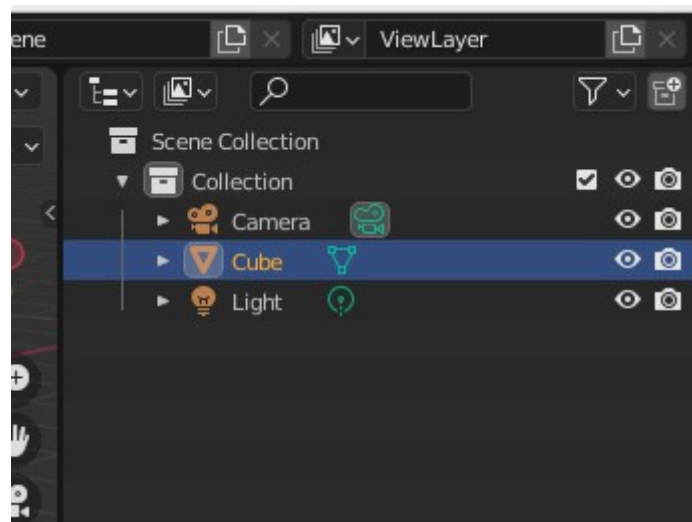 ene ViewLayer
Scene Collection
Collection
Camera
Cube
Light